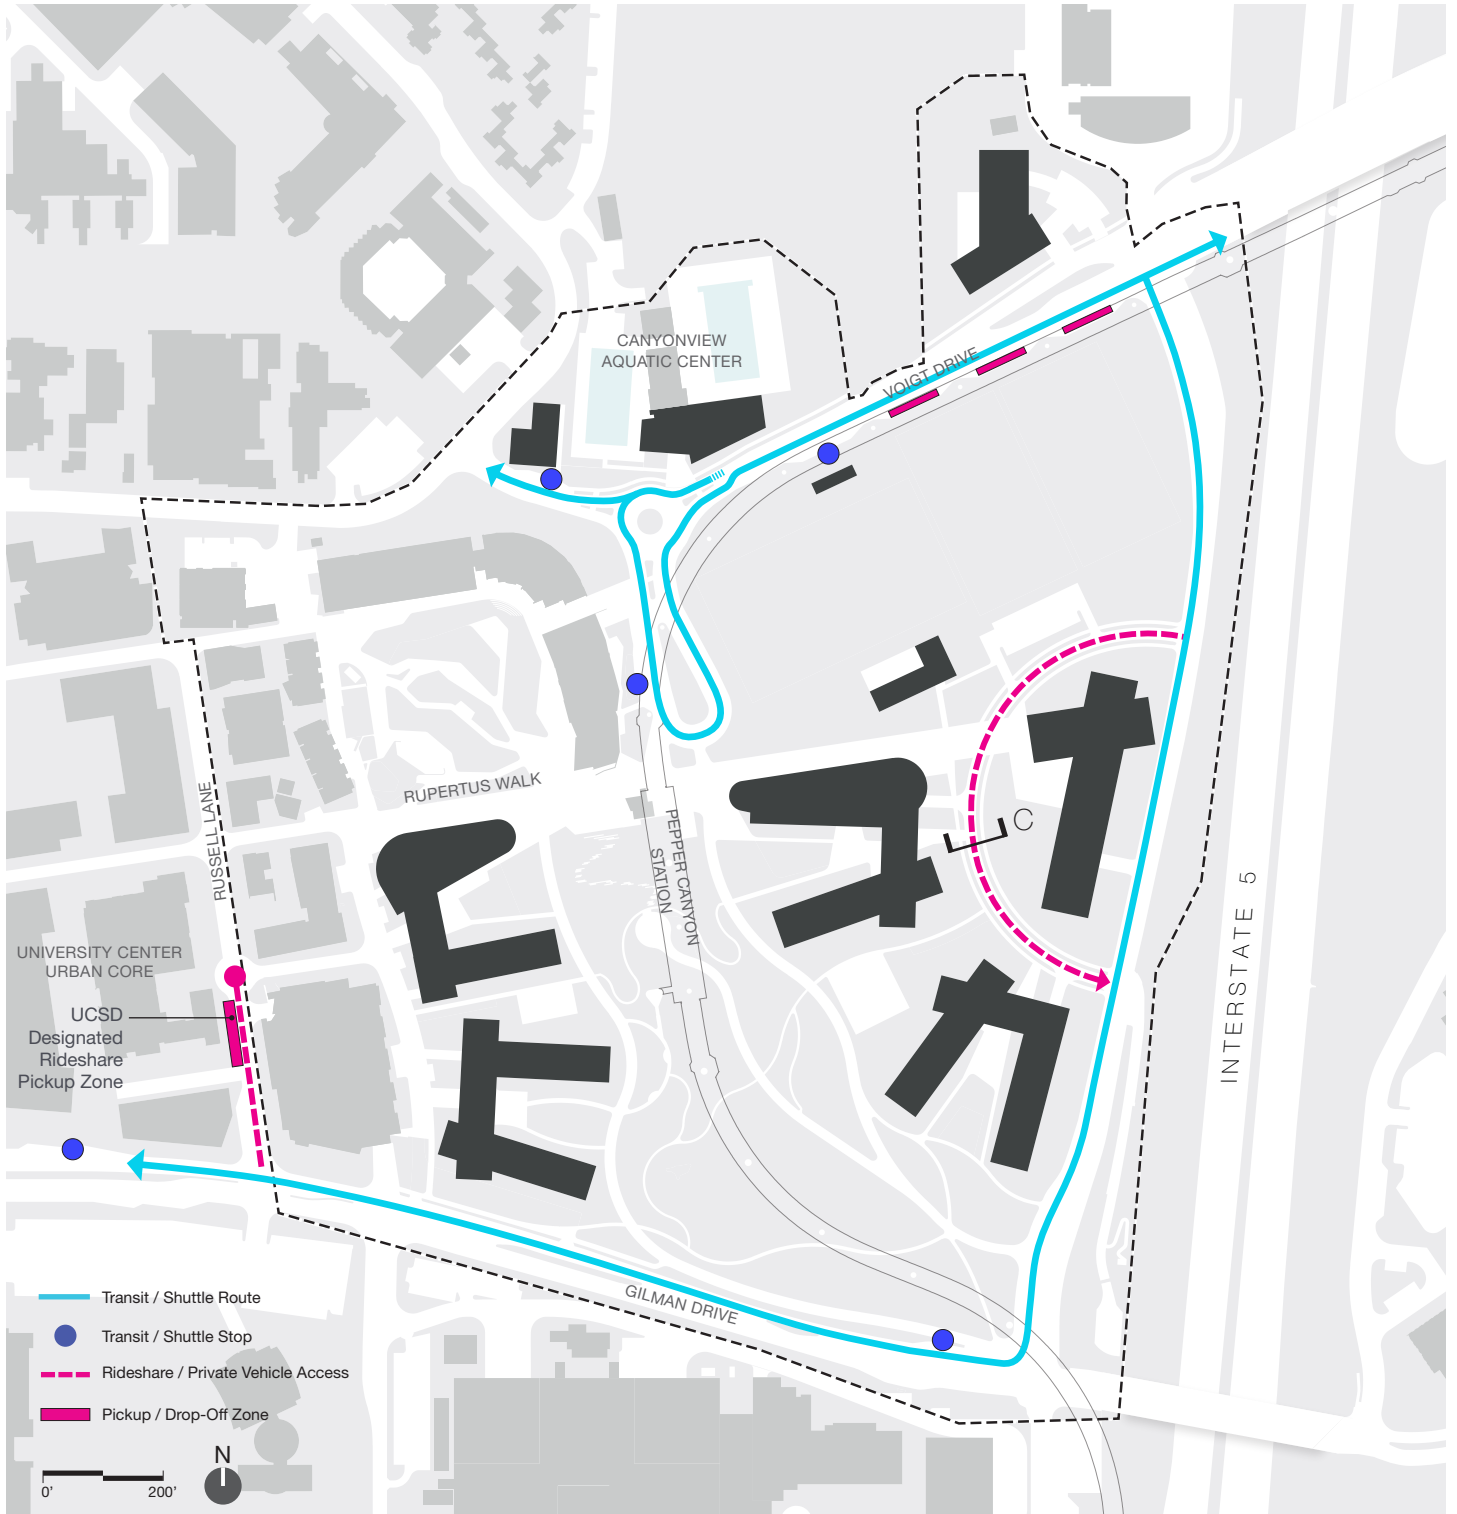 CANYONVIEW
AQUATIC CENTER
VOIGT DRIVE
RUPERTUS WALK
RUSSELL LANE
PEPPER CANYON
STATION
C
UNIVERSITY CENTER
URBAN CORE
UCSD
Designated
Rideshare
Pickup Zone
INTERSTATE 5
GILMAN DRIVE
Transit / Shuttle Route
Transit / Shuttle Stop
Rideshare / Private Vehicle Access
Pickup / Drop-Off Zone
N
0'
200'